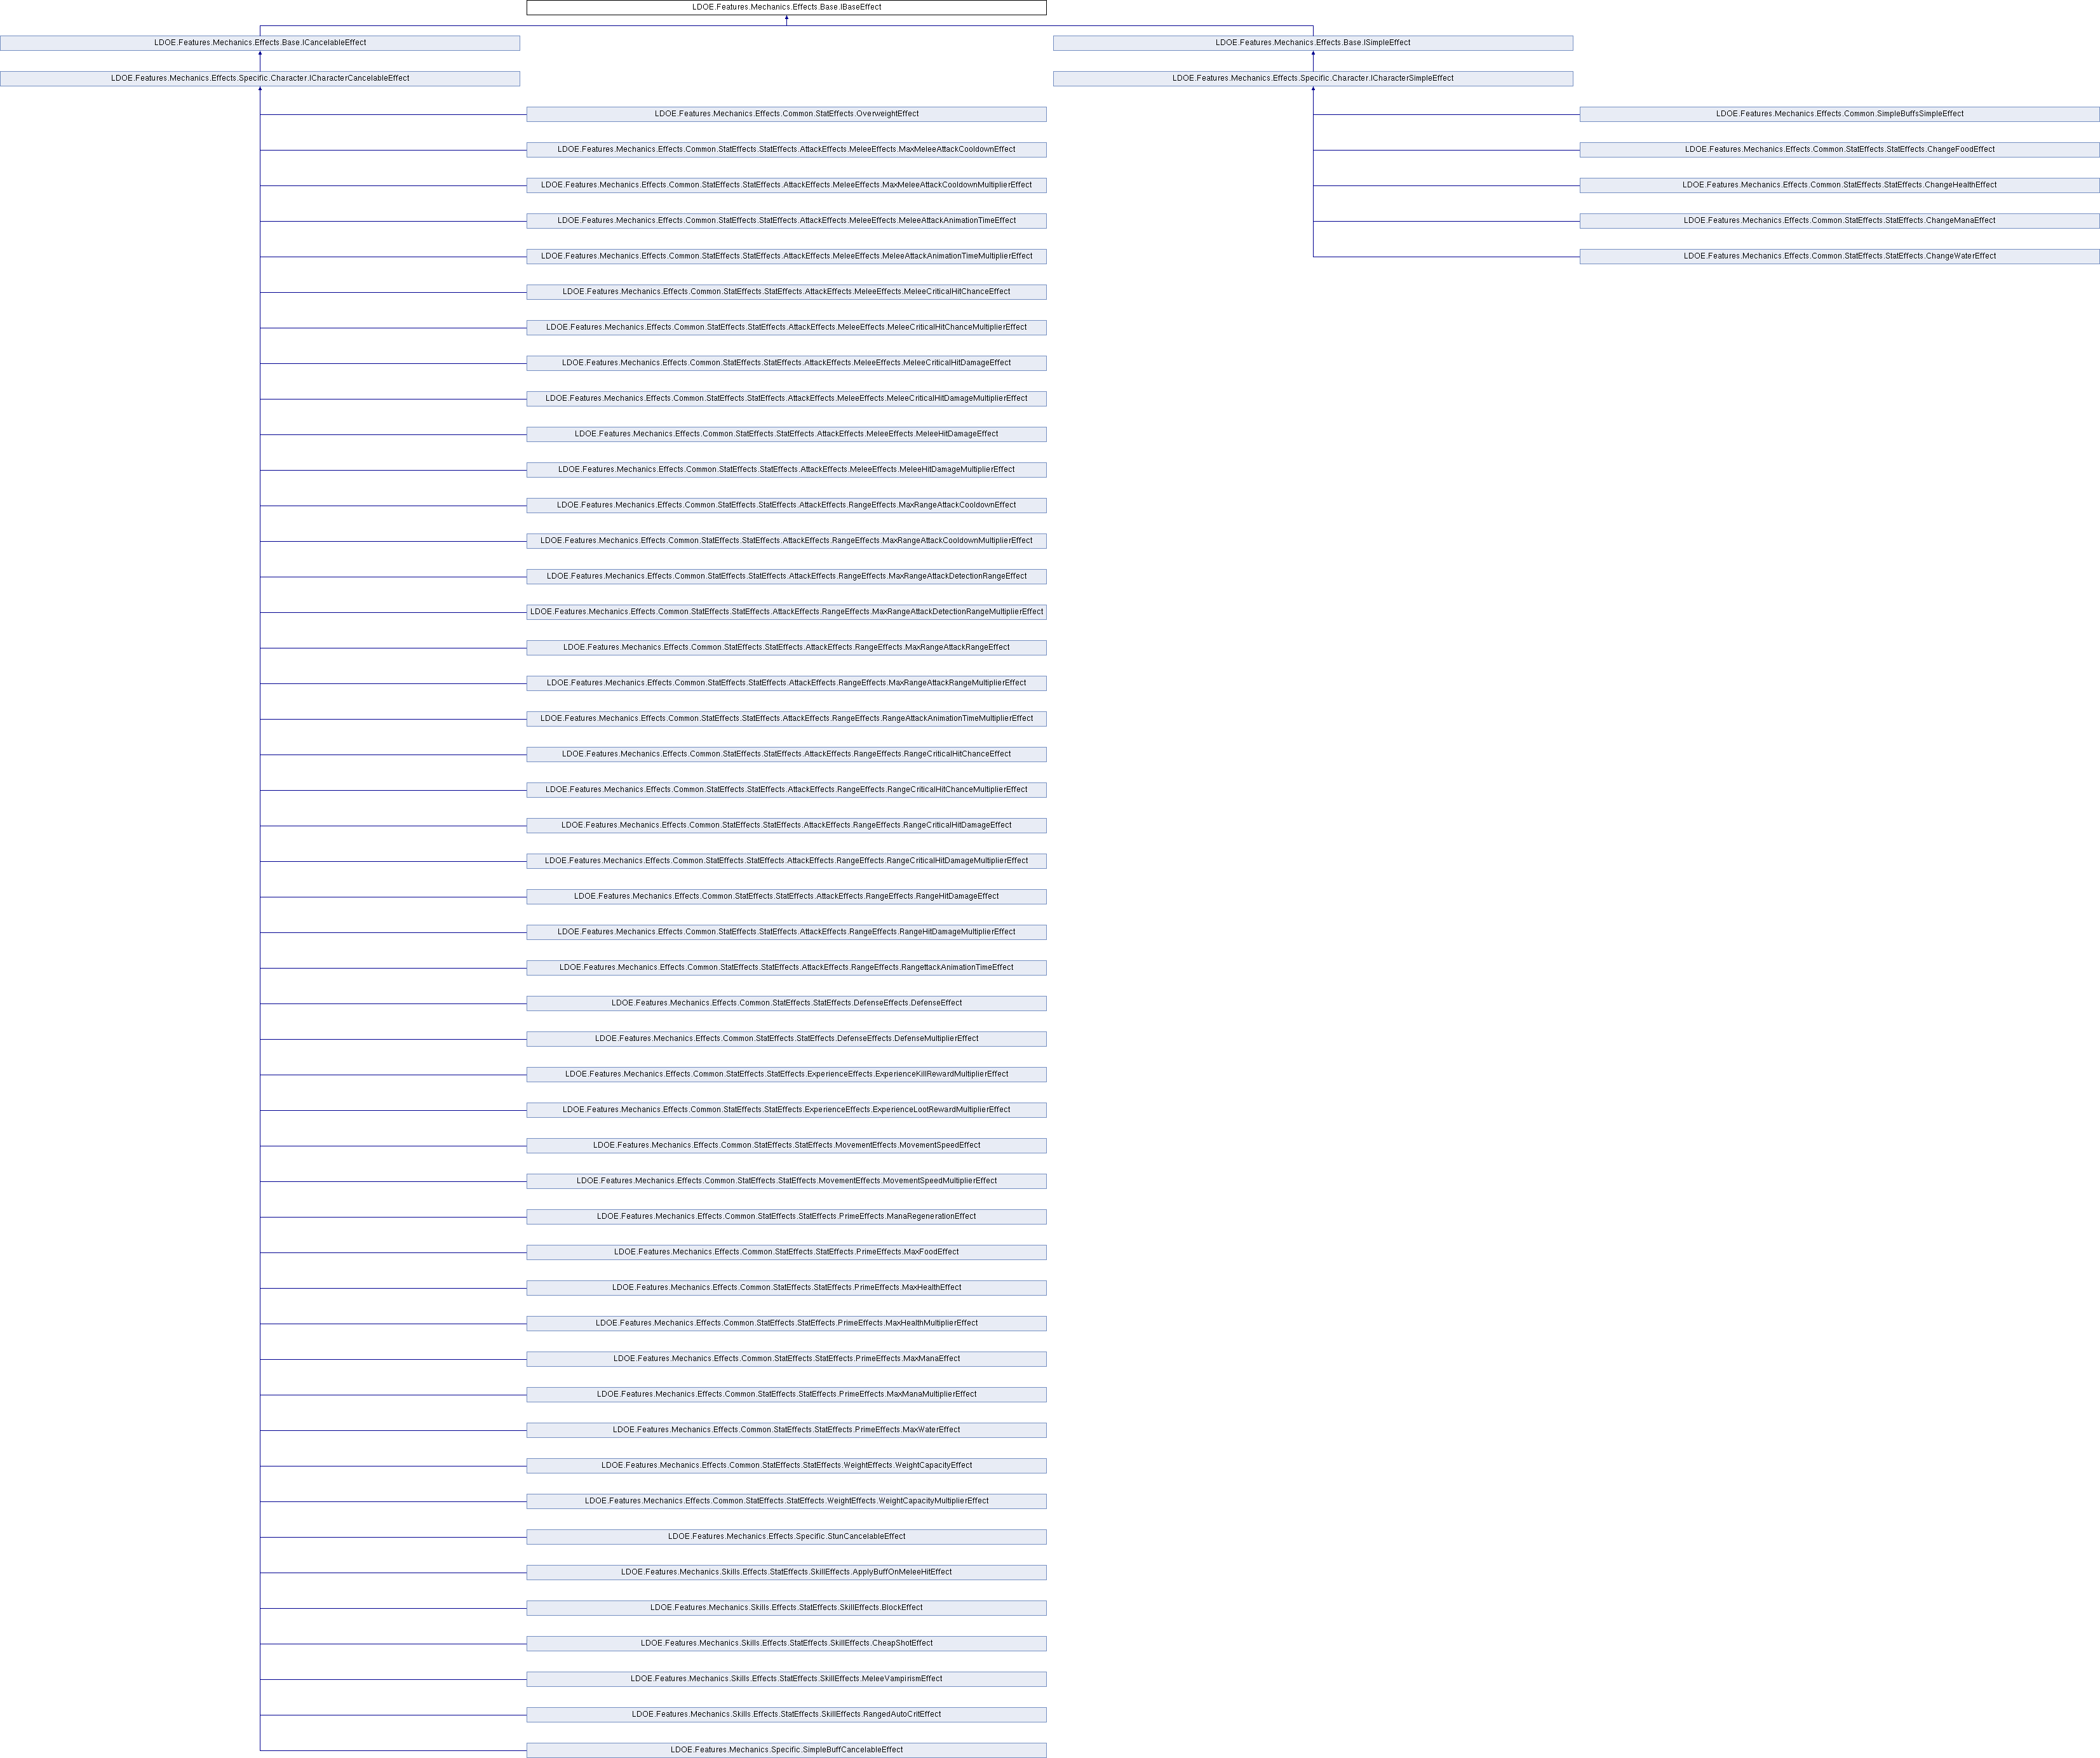 LDOE.Features.Mechanics.Effects.Base.IBaseEffect
LDOE.Features.Mechanics.Effects.Base.ICancelableEffect
LDOE.Features.Mechanics.Effects.Base.ISimpleEffect
LDOE.Features.Mechanics.Effects.Specific.Character.ICharacterCancelableEffect
LDOE.Features.Mechanics.Effects.Specific.Character.ICharacterSimpleEffect
LDOE.Features.Mechanics.Effects.Common.StatEffects.OverweightEffect
LDOE.Features.Mechanics.Effects.Common.SimpleBuffsSimpleEffect
LDOE.Features.Mechanics.Effects.Common.StatEffects.StatEffects.AttackEffects.MeleeEffects.MaxMeleeAttackCooldownEffect
LDOE.Features.Mechanics.Effects.Common.StatEffects.StatEffects.ChangeFoodEffect
LDOE.Features.Mechanics.Effects.Common.StatEffects.StatEffects.AttackEffects.MeleeEffects.MaxMeleeAttackCooldownMultiplierEffect
LDOE.Features.Mechanics.Effects.Common.StatEffects.StatEffects.ChangeHealthEffect
LDOE.Features.Mechanics.Effects.Common.StatEffects.StatEffects.AttackEffects.MeleeEffects.MeleeAttackAnimationTimeEffect
LDOE.Features.Mechanics.Effects.Common.StatEffects.StatEffects.ChangeManaEffect
LDOE.Features.Mechanics.Effects.Common.StatEffects.StatEffects.AttackEffects.MeleeEffects.MeleeAttackAnimationTimeMultiplierEffect
LDOE.Features.Mechanics.Effects.Common.StatEffects.StatEffects.ChangeWaterEffect
LDOE.Features.Mechanics.Effects.Common.StatEffects.StatEffects.AttackEffects.MeleeEffects.MeleeCriticalHitChanceEffect
LDOE.Features.Mechanics.Effects.Common.StatEffects.StatEffects.AttackEffects.MeleeEffects.MeleeCriticalHitChanceMultiplierEffect
LDOE.Features.Mechanics.Effects.Common.StatEffects.StatEffects.AttackEffects.MeleeEffects.MeleeCriticalHitDamageEffect
LDOE.Features.Mechanics.Effects.Common.StatEffects.StatEffects.AttackEffects.MeleeEffects.MeleeCriticalHitDamageMultiplierEffect
LDOE.Features.Mechanics.Effects.Common.StatEffects.StatEffects.AttackEffects.MeleeEffects.MeleeHitDamageEffect
LDOE.Features.Mechanics.Effects.Common.StatEffects.StatEffects.AttackEffects.MeleeEffects.MeleeHitDamageMultiplierEffect
LDOE.Features.Mechanics.Effects.Common.StatEffects.StatEffects.AttackEffects.RangeEffects.MaxRangeAttackCooldownEffect
LDOE.Features.Mechanics.Effects.Common.StatEffects.StatEffects.AttackEffects.RangeEffects.MaxRangeAttackCooldownMultiplierEffect
LDOE.Features.Mechanics.Effects.Common.StatEffects.StatEffects.AttackEffects.RangeEffects.MaxRangeAttackDetectionRangeEffect
LDOE.Features.Mechanics.Effects.Common.StatEffects.StatEffects.AttackEffects.RangeEffects.MaxRangeAttackDetectionRangeMultiplierEffect
LDOE.Features.Mechanics.Effects.Common.StatEffects.StatEffects.AttackEffects.RangeEffects.MaxRangeAttackRangeEffect
LDOE.Features.Mechanics.Effects.Common.StatEffects.StatEffects.AttackEffects.RangeEffects.MaxRangeAttackRangeMultiplierEffect
LDOE.Features.Mechanics.Effects.Common.StatEffects.StatEffects.AttackEffects.RangeEffects.RangeAttackAnimationTimeMultiplierEffect
LDOE.Features.Mechanics.Effects.Common.StatEffects.StatEffects.AttackEffects.RangeEffects.RangeCriticalHitChanceEffect
LDOE.Features.Mechanics.Effects.Common.StatEffects.StatEffects.AttackEffects.RangeEffects.RangeCriticalHitChanceMultiplierEffect
LDOE.Features.Mechanics.Effects.Common.StatEffects.StatEffects.AttackEffects.RangeEffects.RangeCriticalHitDamageEffect
LDOE.Features.Mechanics.Effects.Common.StatEffects.StatEffects.AttackEffects.RangeEffects.RangeCriticalHitDamageMultiplierEffect
LDOE.Features.Mechanics.Effects.Common.StatEffects.StatEffects.AttackEffects.RangeEffects.RangeHitDamageEffect
LDOE.Features.Mechanics.Effects.Common.StatEffects.StatEffects.AttackEffects.RangeEffects.RangeHitDamageMultiplierEffect
LDOE.Features.Mechanics.Effects.Common.StatEffects.StatEffects.AttackEffects.RangeEffects.RangettackAnimationTimeEffect
LDOE.Features.Mechanics.Effects.Common.StatEffects.StatEffects.DefenseEffects.DefenseEffect
LDOE.Features.Mechanics.Effects.Common.StatEffects.StatEffects.DefenseEffects.DefenseMultiplierEffect
LDOE.Features.Mechanics.Effects.Common.StatEffects.StatEffects.ExperienceEffects.ExperienceKillRewardMultiplierEffect
LDOE.Features.Mechanics.Effects.Common.StatEffects.StatEffects.ExperienceEffects.ExperienceLootRewardMultiplierEffect
LDOE.Features.Mechanics.Effects.Common.StatEffects.StatEffects.MovementEffects.MovementSpeedEffect
LDOE.Features.Mechanics.Effects.Common.StatEffects.StatEffects.MovementEffects.MovementSpeedMultiplierEffect
LDOE.Features.Mechanics.Effects.Common.StatEffects.StatEffects.PrimeEffects.ManaRegenerationEffect
LDOE.Features.Mechanics.Effects.Common.StatEffects.StatEffects.PrimeEffects.MaxFoodEffect
LDOE.Features.Mechanics.Effects.Common.StatEffects.StatEffects.PrimeEffects.MaxHealthEffect
LDOE.Features.Mechanics.Effects.Common.StatEffects.StatEffects.PrimeEffects.MaxHealthMultiplierEffect
LDOE.Features.Mechanics.Effects.Common.StatEffects.StatEffects.PrimeEffects.MaxManaEffect
LDOE.Features.Mechanics.Effects.Common.StatEffects.StatEffects.PrimeEffects.MaxManaMultiplierEffect
LDOE.Features.Mechanics.Effects.Common.StatEffects.StatEffects.PrimeEffects.MaxWaterEffect
LDOE.Features.Mechanics.Effects.Common.StatEffects.StatEffects.WeightEffects.WeightCapacityEffect
LDOE.Features.Mechanics.Effects.Common.StatEffects.StatEffects.WeightEffects.WeightCapacityMultiplierEffect
LDOE.Features.Mechanics.Effects.Specific.StunCancelableEffect
LDOE.Features.Mechanics.Skills.Effects.StatEffects.SkillEffects.ApplyBuffOnMeleeHitEffect
LDOE.Features.Mechanics.Skills.Effects.StatEffects.SkillEffects.BlockEffect
LDOE.Features.Mechanics.Skills.Effects.StatEffects.SkillEffects.CheapShotEffect
LDOE.Features.Mechanics.Skills.Effects.StatEffects.SkillEffects.MeleeVampirismEffect
LDOE.Features.Mechanics.Skills.Effects.StatEffects.SkillEffects.RangedAutoCritEffect
LDOE.Features.Mechanics.Specific.SimpleBuffCancelableEffect